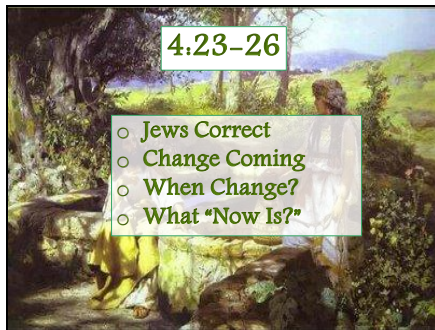 4:23-26
o Jews Correct
o Change Coming
o When Change?
o What “Now Is?”